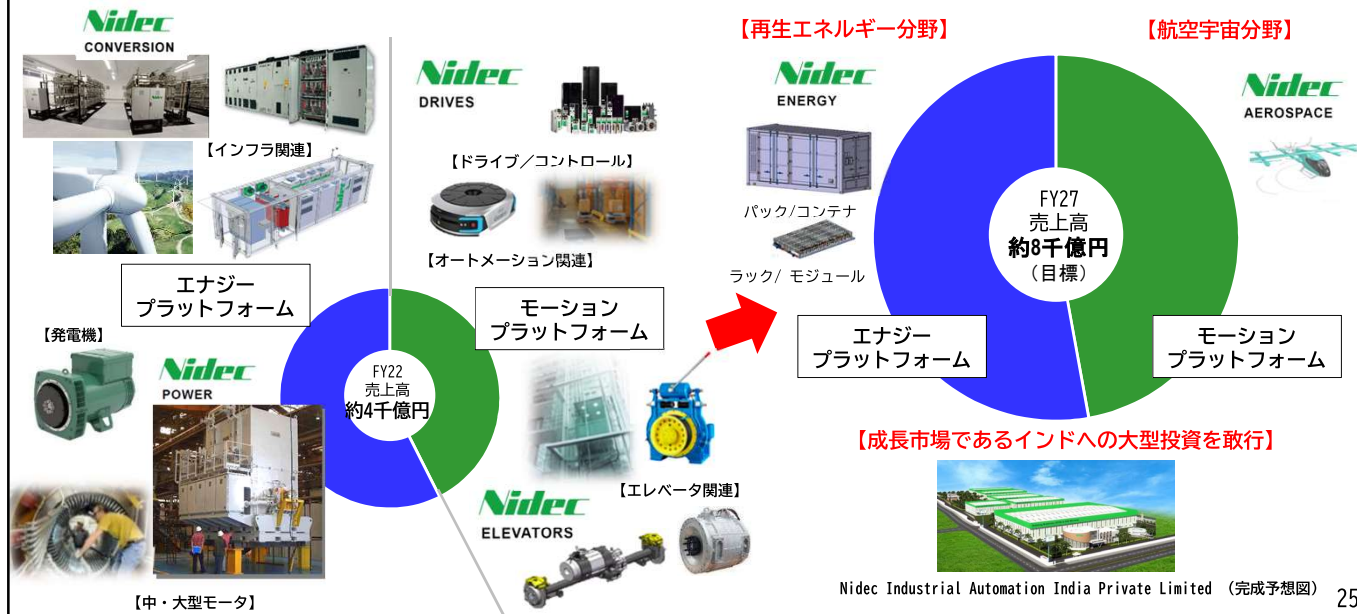 Nidec
CONVERSION
【インフラ関連】
エナジー
プラットフォーム
【発電機】
Nidec
POWER
【中・大型モータ】
Nidec
DRIVES
【ドライブ／コントロール】
【オートメーション関連】
モーション
プラットフォーム
FY22
売上高
約4千億円
【エレベータ関連】
Nidec
ELEVATORS
【再生エネルギー分野】
【航空宇宙分野】
Nidec
ENERGY
Nidec
AEROSPACE
パック/コンテナ
ラック/ モジュール
FY27
売上高
約8千億円
(目標)
エナジー
プラットフォーム
モーション
プラットフォーム
【成長市場であるインドへの大型投資を敢行】
Nidec Industrial Automation India Private Limited （完成予想図）
25